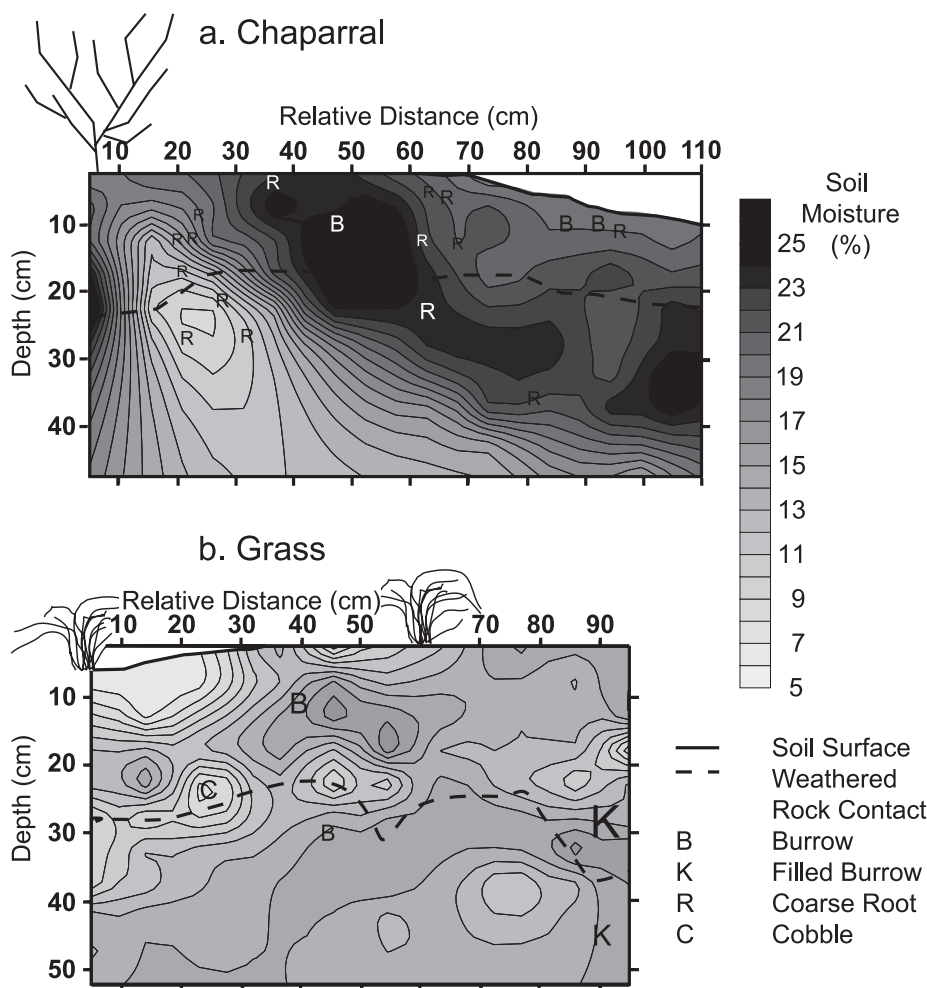 a. Chaparral
Relative Distance (cm)
10 20 30 40 50 60 70 80 90 100 110
Depth (cm)
10
20
30
40
R
R
R
R
R
R
R
R
R
B
R
R
R
R
R
B
B
R
R
Soil
Moisture
(%)
25
23
21
19
17
15
13
11
9
7
5
b. Grass
Relative Distance (cm)
10 20 30 40 50 70 80 90
Depth (cm)
10
20
30
40
50
B
C
B
K
K
Soil Surface
Weathered
Rock Contact
B Burrow
K Filled Burrow
R Coarse Root
C Cobble